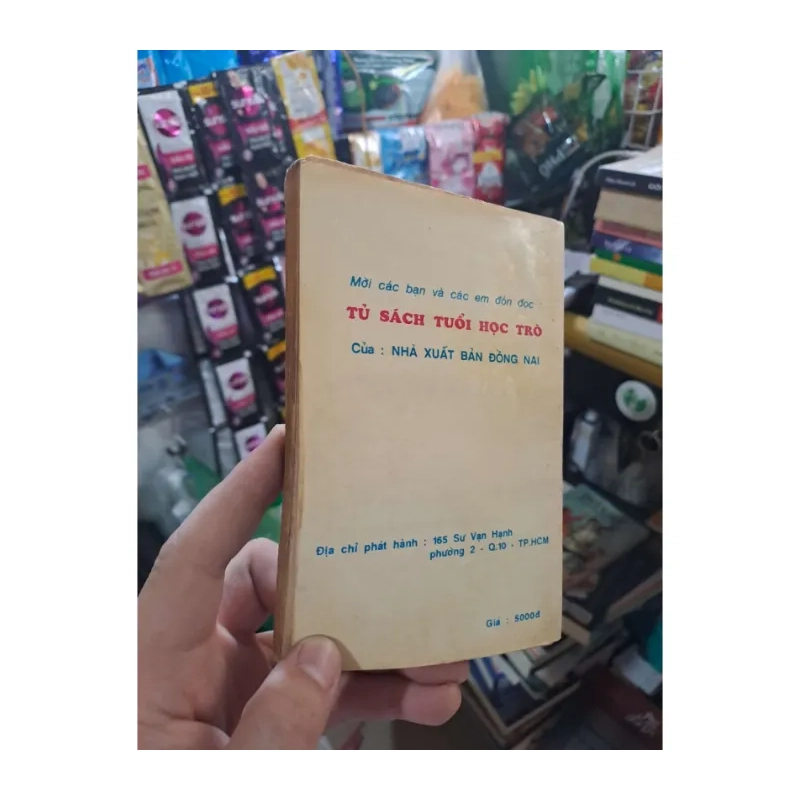 Mời các bạn và các em đón đọc :
TỦ SÁCH TUỔI HỌC TRÒ
Của : NHÀ XUẤT BẢN ĐỒNG NAI
Địa chỉ phát hành : 165 Sư Vạn Hạnh
phường 2 - Q.10 - TP.HCM
Giá : 5000đ